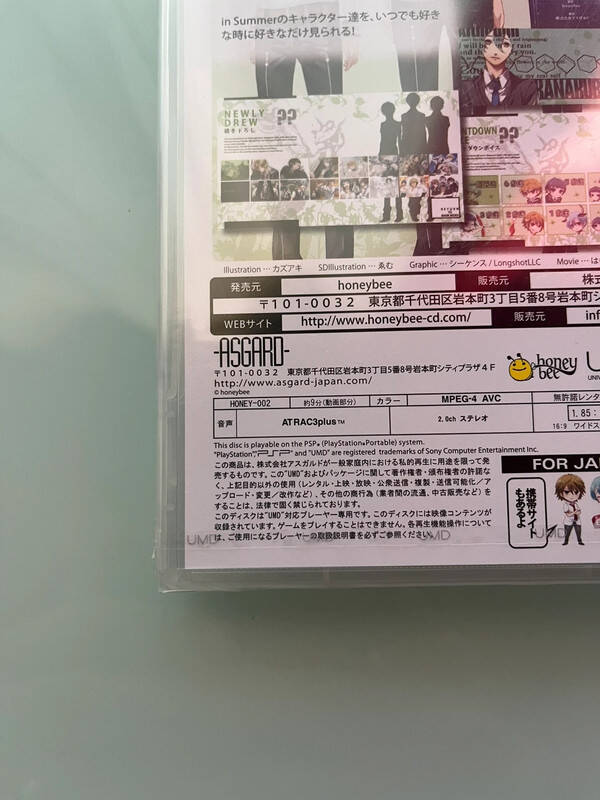 in Summerのキャラクター達を、いつでも好き
な時に好きなだけ見られる!
NEWLY
DREW
描き下ろし
??
??
ダウンボイス
Illustration … カズアキ SDIllustration … ゑむ Graphic … シーケンス / LongshotLLC Movie … は
発売元 honeybee 販売元 株
〒101-0032 東京都千代田区岩本町3丁目5番8号岩本町シ
WEBサイト http://www.honeybee-cd.com/ 販売元 inf
-ASGARD-
〒101-0032 東京都千代田区岩本町3丁目5番8号岩本町シティプラザ4F
http://www.asgard-japan.com/
© honeybee
honey
bee
HONEY-002 約9分(動画部分) カラー MPEG-4 AVC 無許諾レンタ
音声 ATRAC3plus™ 2.0ch ステレオ 1.85:
16:9 ワイドス
This disc is playable on the PSP® (PlayStation®Portable) system.
"PlayStation", "PSP" and "UMD" are registered trademarks of Sony Computer Entertainment Inc.
この商品は、株式会社アスガルドが一般家庭内における私的再生に用途を限って発
売するものです。この"UMD"およびパッケージに関して著作権者・頒布権者の許諾な
く、上記目的以外の使用(レンタル・上映・放映・公衆送信・複製・送信可能化/ア
ップロード・変更/改作など)、その他の商行為(業者間の流通、中古販売など)を
することは、法律で固く禁じられております。
このディスクは"UMD"対応プレーヤー専用です。このディスクには映像コンテンツが
収録されています。ゲームをプレイすることはできません。各再生機能操作について
は、ご使用になるプレーヤーの取扱説明書を必ずご参照ください。
FOR JA
携帯サイト
もあるよ
UMD UMD UMD UMD